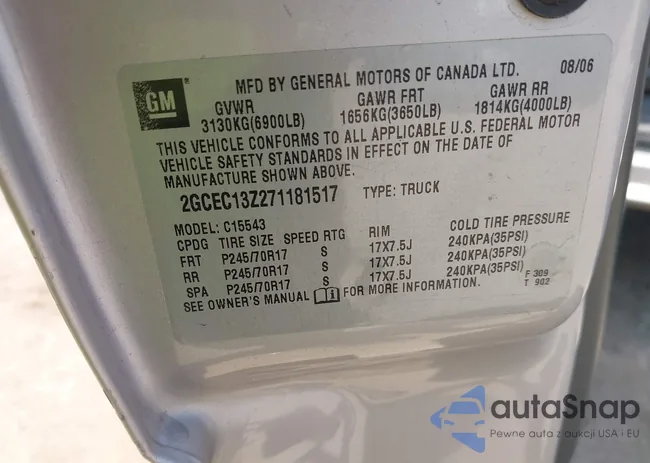 GM
MFD BY GENERAL MOTORS OF CANADA LTD. 08/06
GVWR GAWR FRT GAWR RR
3130KG(6900LB) 1656KG(3650LB) 1814KG(4000LB)
THIS VEHICLE CONFORMS TO ALL APPLICABLE U.S. FEDERAL MOTOR
VEHICLE SAFETY STANDARDS IN EFFECT ON THE DATE OF
MANUFACTURE SHOWN ABOVE.
2GCEC13Z271181517 TYPE: TRUCK
MODEL: C15543
CPDG TIRE SIZE SPEED RTG RIM COLD TIRE PRESSURE
FRT P245/70R17 S 17X7.5J 240KPA(35PSI)
RR P245/70R17 S 17X7.5J 240KPA(35PSI)
SPA P245/70R17 S 17X7.5J 240KPA(35PSI)
SEE OWNER'S MANUAL FOR MORE INFORMATION.
F 309
T 902
autaSnap
Pewne auta z aukcji USA i EU